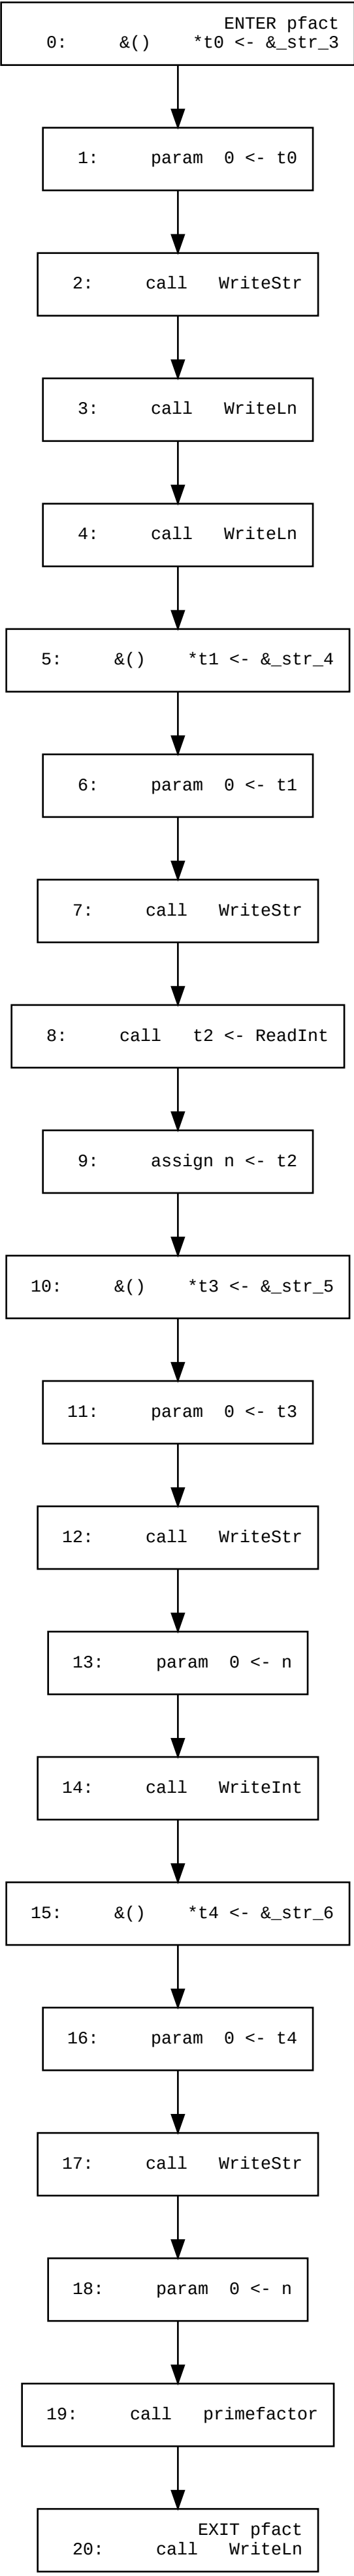 ENTER pfact
0:     &()    *t0 <- &_str_3
1:     param  0 <- t0
2:     call   WriteStr
3:     call   WriteLn
4:     call   WriteLn
5:     &()    *t1 <- &_str_4
6:     param  0 <- t1
7:     call   WriteStr
8:     call   t2 <- ReadInt
9:     assign n <- t2
10:     &()    *t3 <- &_str_5
11:     param  0 <- t3
12:     call   WriteStr
13:     param  0 <- n
14:     call   WriteInt
15:     &()    *t4 <- &_str_6
16:     param  0 <- t4
17:     call   WriteStr
18:     param  0 <- n
19:     call   primefactor
EXIT pfact
20:     call   WriteLn